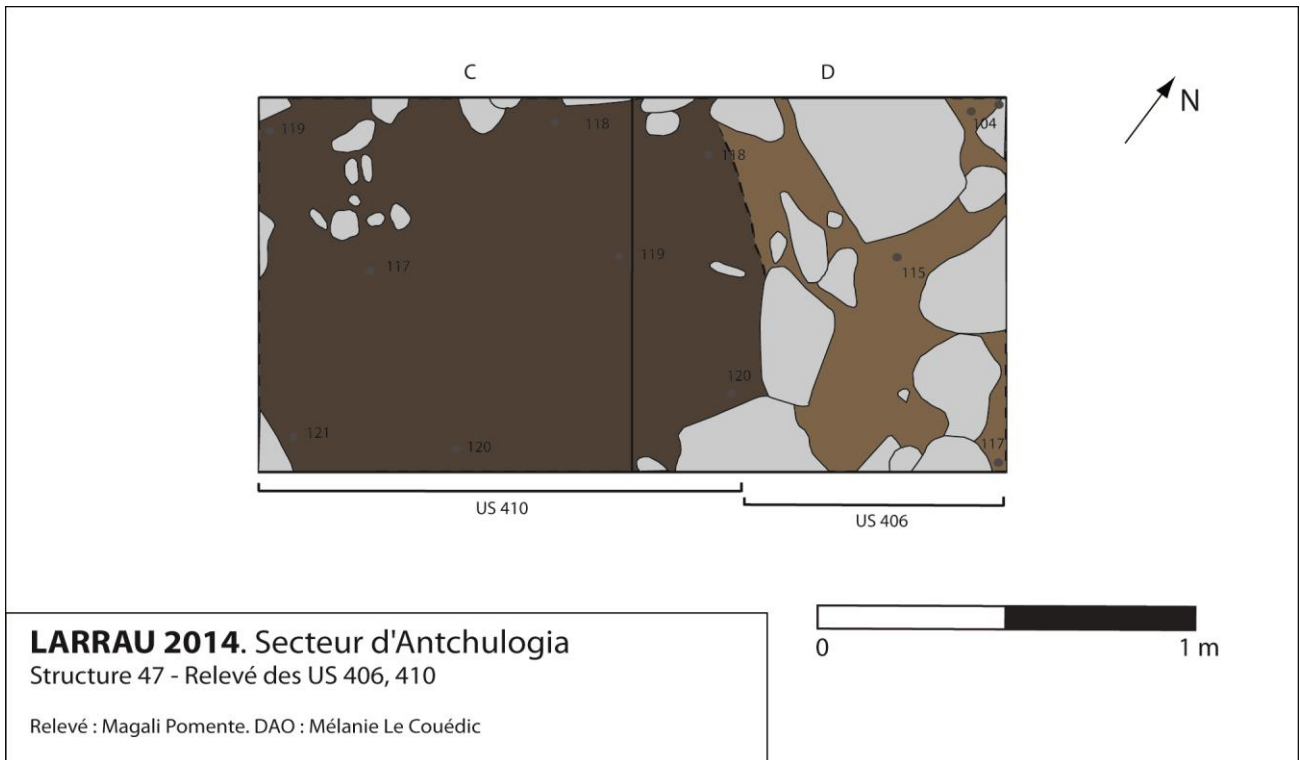 C D
N
119 118 104
118
117 119 115
120
121 120 117
US 410 US 406
LARRAU 2014. Secteur d'Antchulogia
Structure 47 - Relevé des US 406, 410
Relevé : Magali Pomente. DAO : Mélanie Le Couédic
0 1 m